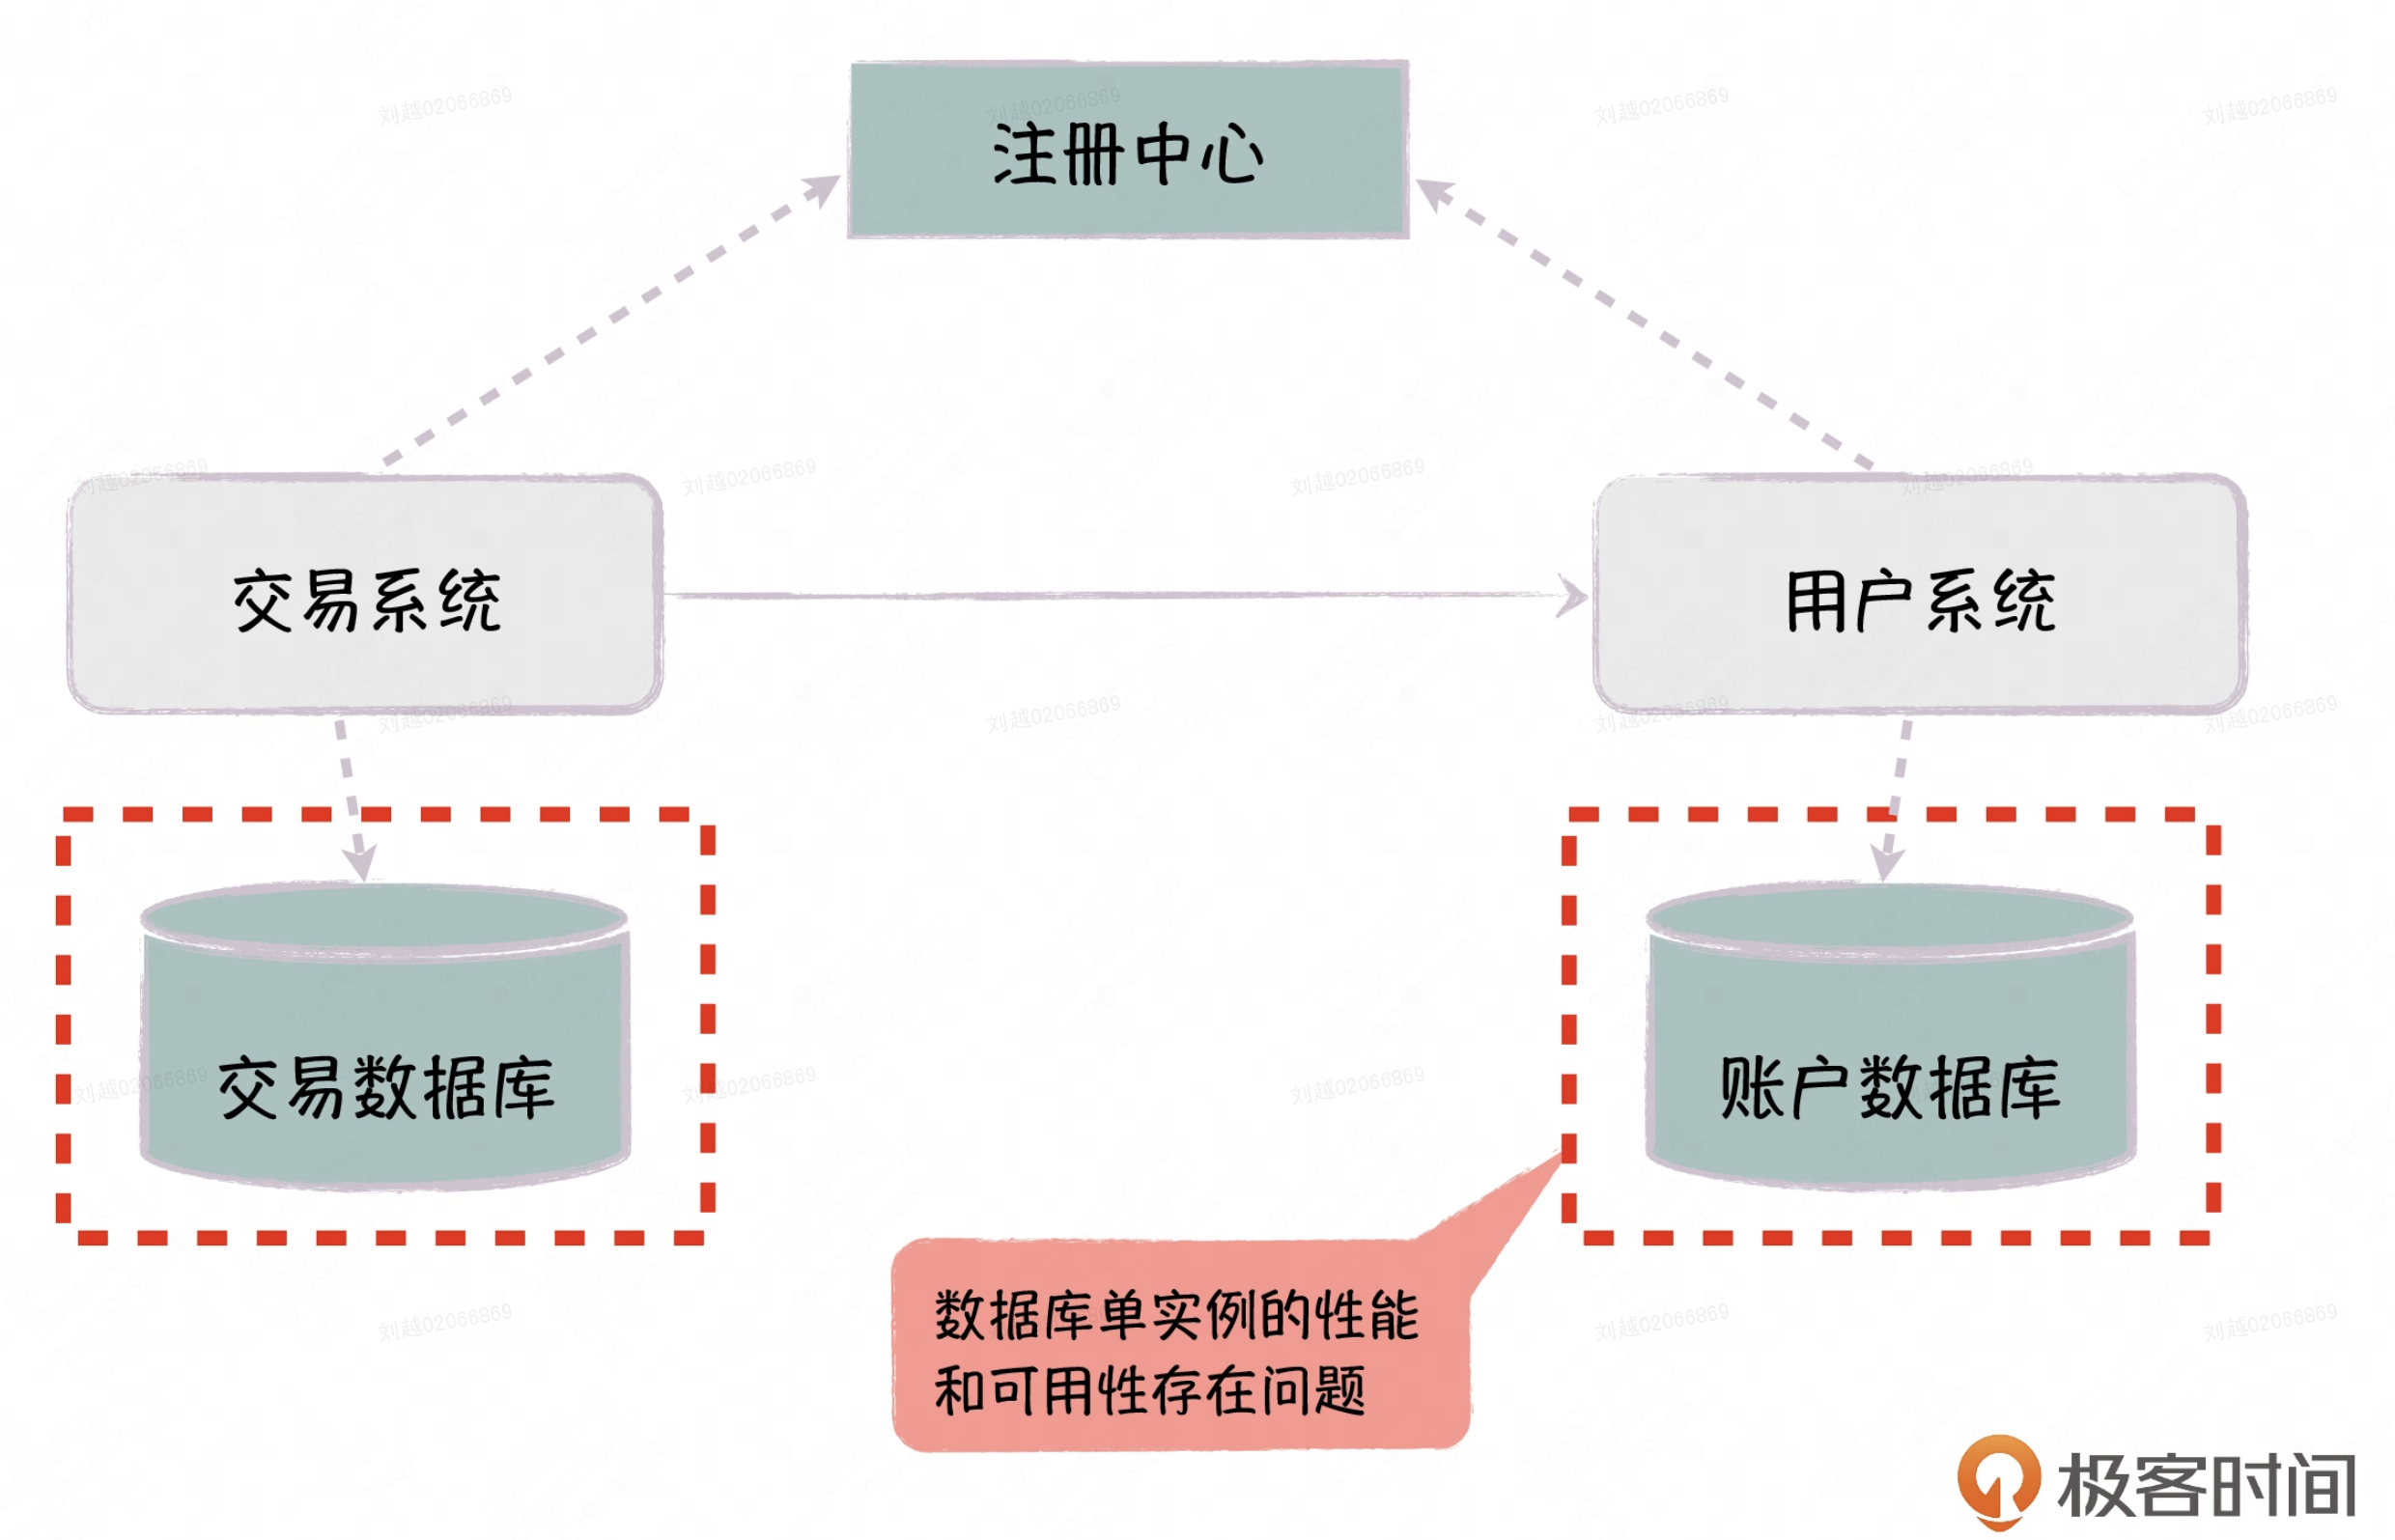 注册中心
交易系统
用户系统
交易数据库
账户数据库
数据库单实例的性能
和可用性存在问题
极客时间
刘越02066869